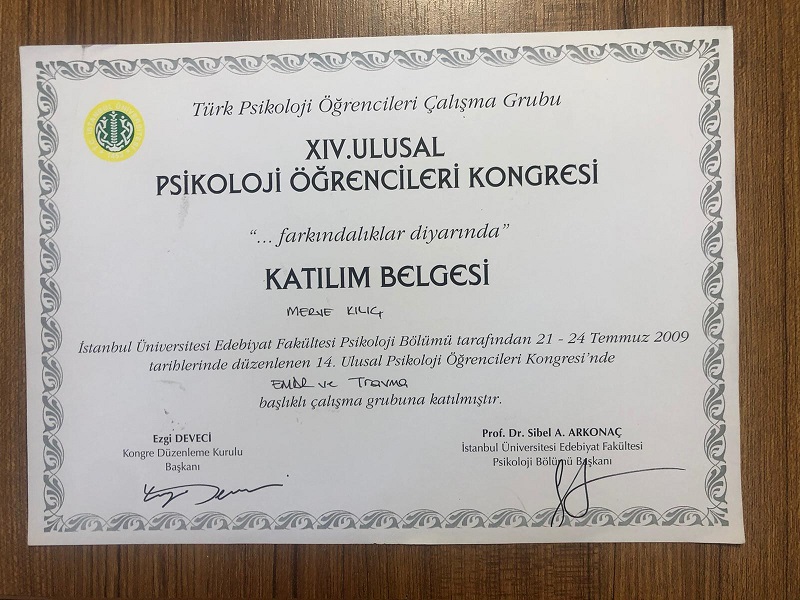 Türk Psikoloji Öğrencileri Çalışma Grubu
XIV.ULUSAL
PSİKOLOJİ ÖĞRENCİLERİ KONGRESİ
“... farkındalıklar diyarında”
KATILIM BELGESİ
MERVE KILIÇ
İstanbul Üniversitesi Edebiyat Fakültesi Psikoloji Bölümü tarafından 21 - 24 Temmuz 2009
tarihlerinde düzenlenen 14. Ulusal Psikoloji Öğrencileri Kongresi’nde
EMDR ve Travma
başlıklı çalışma grubuna katılmıştır.
Ezgi DEVECİ
Kongre Düzenleme Kurulu
Başkanı
Prof. Dr. Sibel A. ARKONAÇ
İstanbul Üniversitesi Edebiyat Fakültesi
Psikoloji Bölümü Başkanı